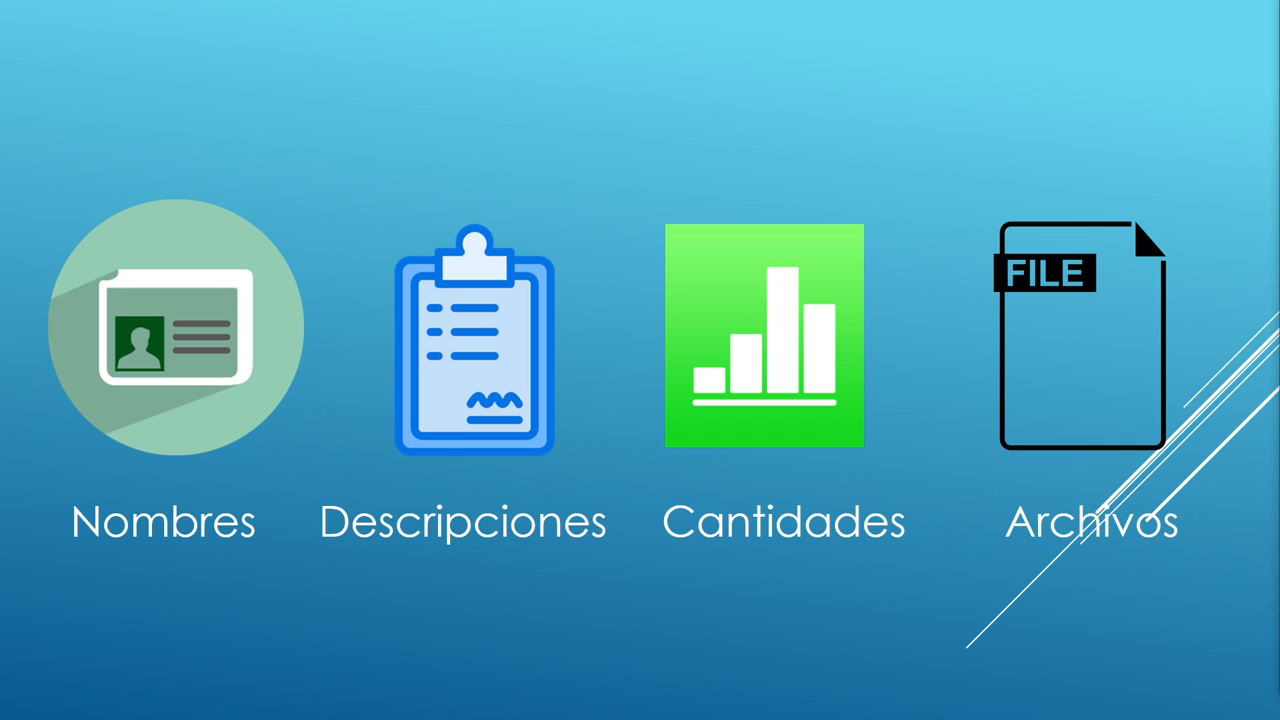 FILE
Nombres
Descripciones
Cantidades
Archivos